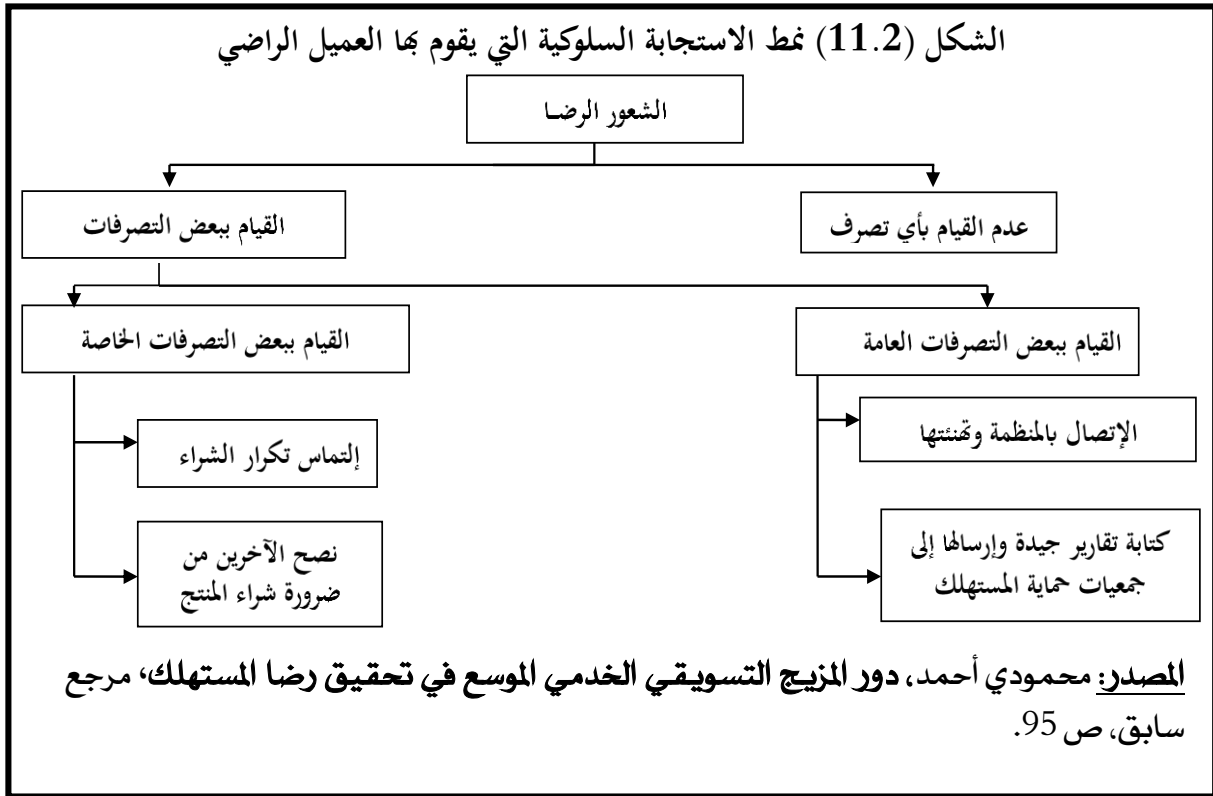 الشكل (11.2) نمط الاستجابة السلوكية التي يقوم بها العميل الراضي
الشعور الرضا
عدم القيام بأي تصرف
القيام ببعض التصرفات
القيام ببعض التصرفات العامة
القيام ببعض التصرفات الخاصة
الإتصال بالمنظمة وتهنئتها
إلتماس تكرار الشراء
كتابة تقارير جيدة وإرسالها إلى
جمعيات حماية المستهلك
نصح الآخرين من
ضرورة شراء المنتج
المصدر: محمودي أحمد، دور المزيج التسويقي الخدمي الموسع في تحقيق رضا المستهلك، مرجع
سابق، ص 95.